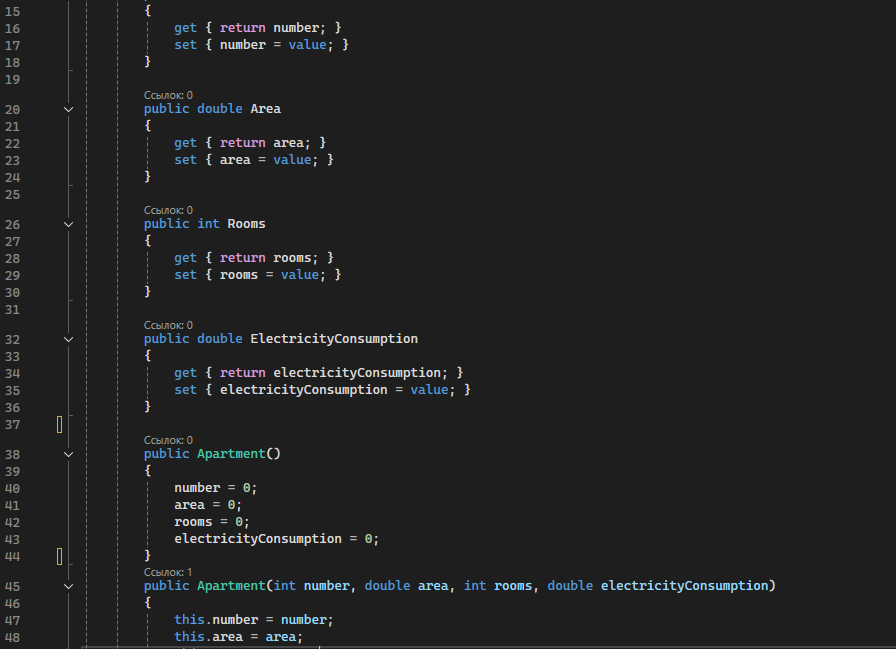 15 {
16 get { return number; }
17 set { number = value; }
18 }
19
Ссылок: 0
20 public double Area
21 {
22 get { return area; }
23 set { area = value; }
24 }
25
Ссылок: 0
26 public int Rooms
27 {
28 get { return rooms; }
29 set { rooms = value; }
30 }
31
Ссылок: 0
32 public double ElectricityConsumption
33 {
34 get { return electricityConsumption; }
35 set { electricityConsumption = value; }
36 }
37
Ссылок: 0
38 public Apartment()
39 {
40 number = 0;
41 area = 0;
42 rooms = 0;
43 electricityConsumption = 0;
44 }
Ссылок: 1
45 public Apartment(int number, double area, int rooms, double electricityConsumption)
46 {
47 this.number = number;
48 this.area = area;